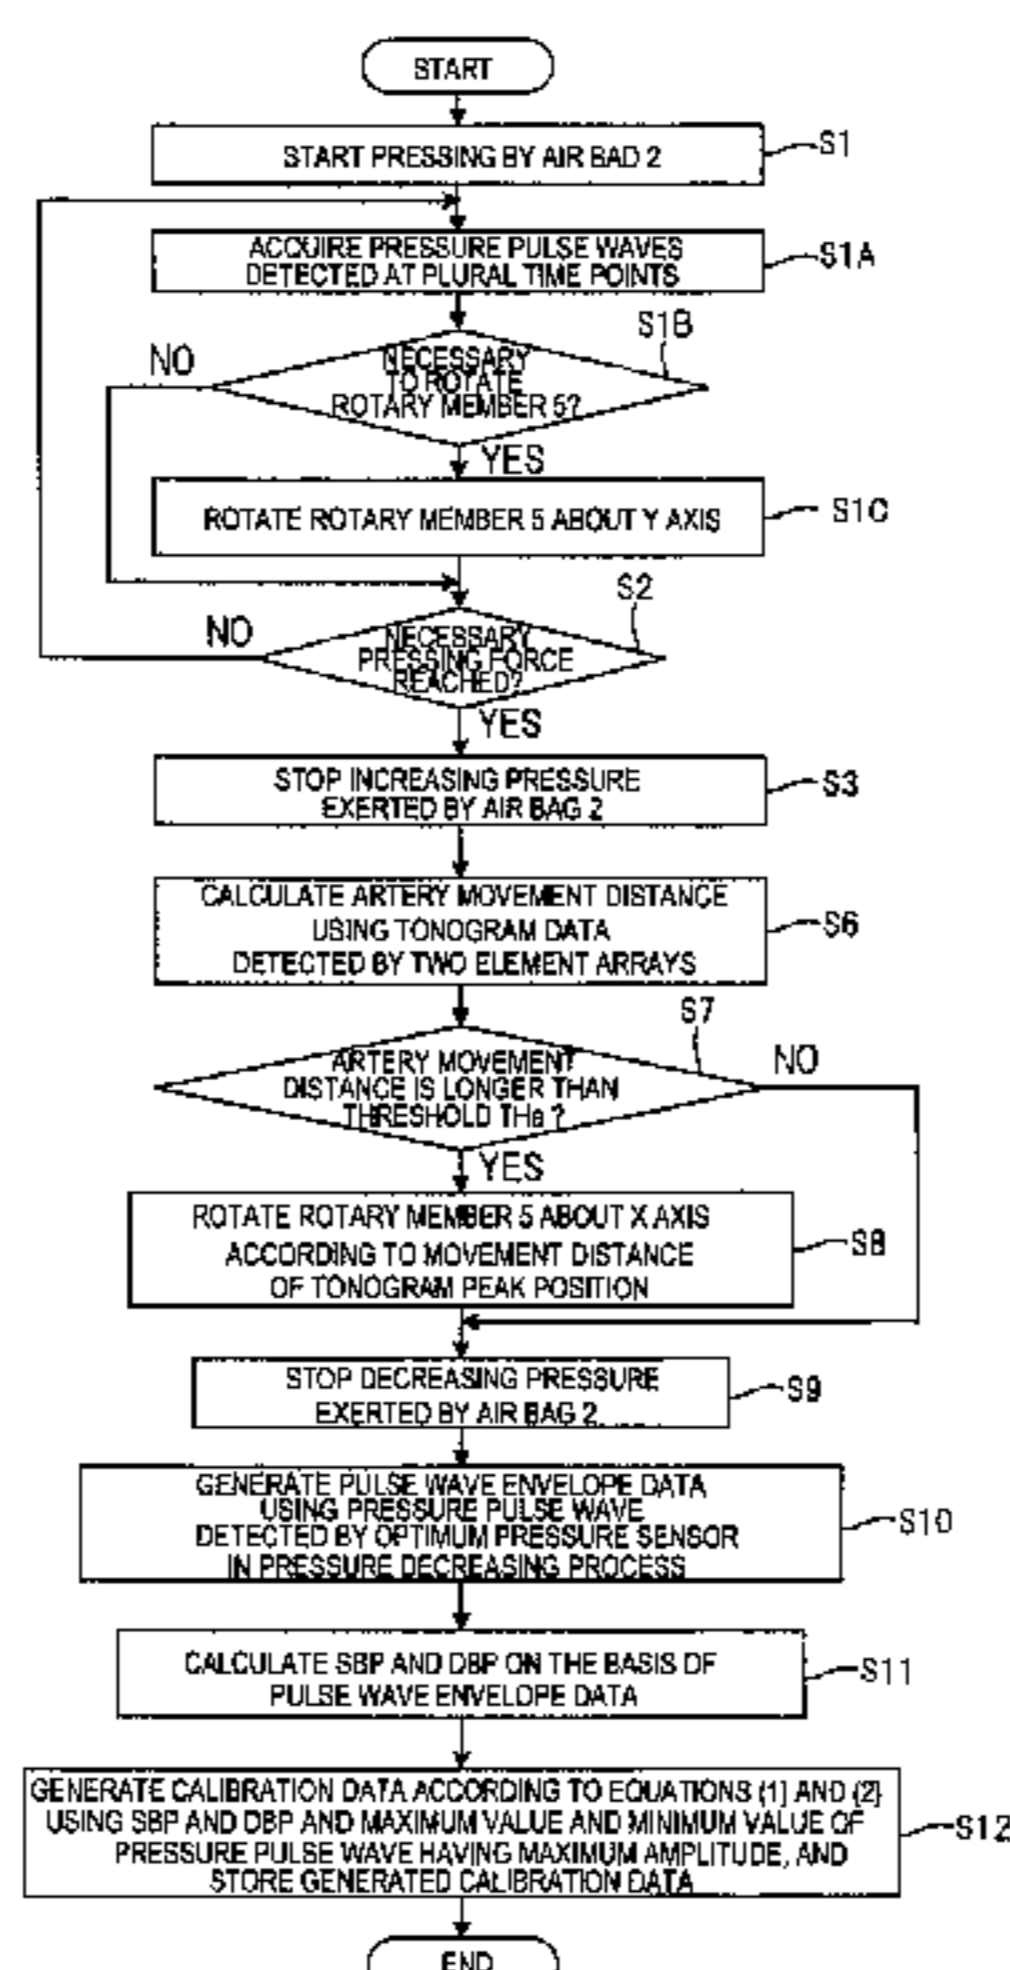 START
START PRESSING BY AIR BAD 2
S1
ACQUIRE PRESSURE PULSE WAVES
DETECTED AT PLURAL TIME POINTS
S1A
S1B
NO
NECESSARY
TO ROTATE
ROTARY MEMBER 5?
YES
ROTATE ROTARY MEMBER 5 ABOUT Y AXIS
S1C
S2
NO
NECESSARY
PRESSING FORCE
REACHED?
YES
STOP INCREASING PRESSURE
EXERTED BY AIR BAG 2
S3
CALCULATE ARTERY MOVEMENT DISTANCE
USING TONOGRAM DATA
DETECTED BY TWO ELEMENT ARRAYS
S6
S7
NO
ARTERY MOVEMENT
DISTANCE IS LONGER THAN
THRESHOLD THa ?
YES
ROTATE ROTARY MEMBER 5 ABOUT X AXIS
ACCORDING TO MOVEMENT DISTANCE
OF TONOGRAM PEAK POSITION
S8
STOP DECREASING PRESSURE
EXERTED BY AIR BAG 2
S9
GENERATE PULSE WAVE ENVELOPE DATA
USING PRESSURE PULSE WAVE
DETECTED BY OPTIMUM PRESSURE SENSOR
IN PRESSURE DECREASING PROCESS
S10
CALCULATE SBP AND DBP ON THE BASIS OF
PULSE WAVE ENVELOPE DATA
S11
GENERATE CALIBRATION DATA ACCORDING TO EQUATIONS (1) AND (2)
USING SBP AND DBP AND MAXIMUM VALUE AND MINIMUM VALUE OF
PRESSURE PULSE WAVE HAVING MAXIMUM AMPLITUDE, AND
STORE GENERATED CALIBRATION DATA
S12
END